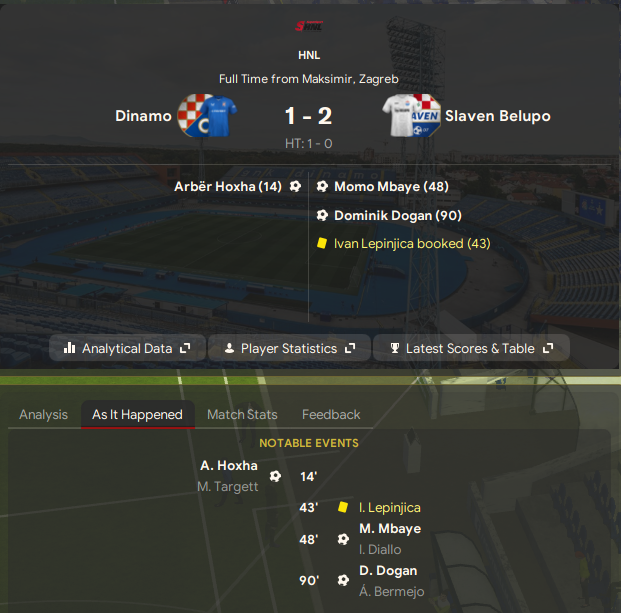 HNL
Full Time from Maksimir, Zagreb
Dinamo 1 - 2 Slaven Belupo
HT: 1 - 0
Arbër Hoxha (14) Momo Mbaye (48)
Dominik Dogan (90)
Ivan Lepinjica booked (43)
Analytical Data Player Statistics Latest Scores & Table
Analysis As It Happened Match Stats Feedback
NOTABLE EVENTS
A. Hoxha 14'
M. Targett
43' I. Lepinjica
48' M. Mbaye
I. Diallo
90' D. Dogan
Á. Bermejo